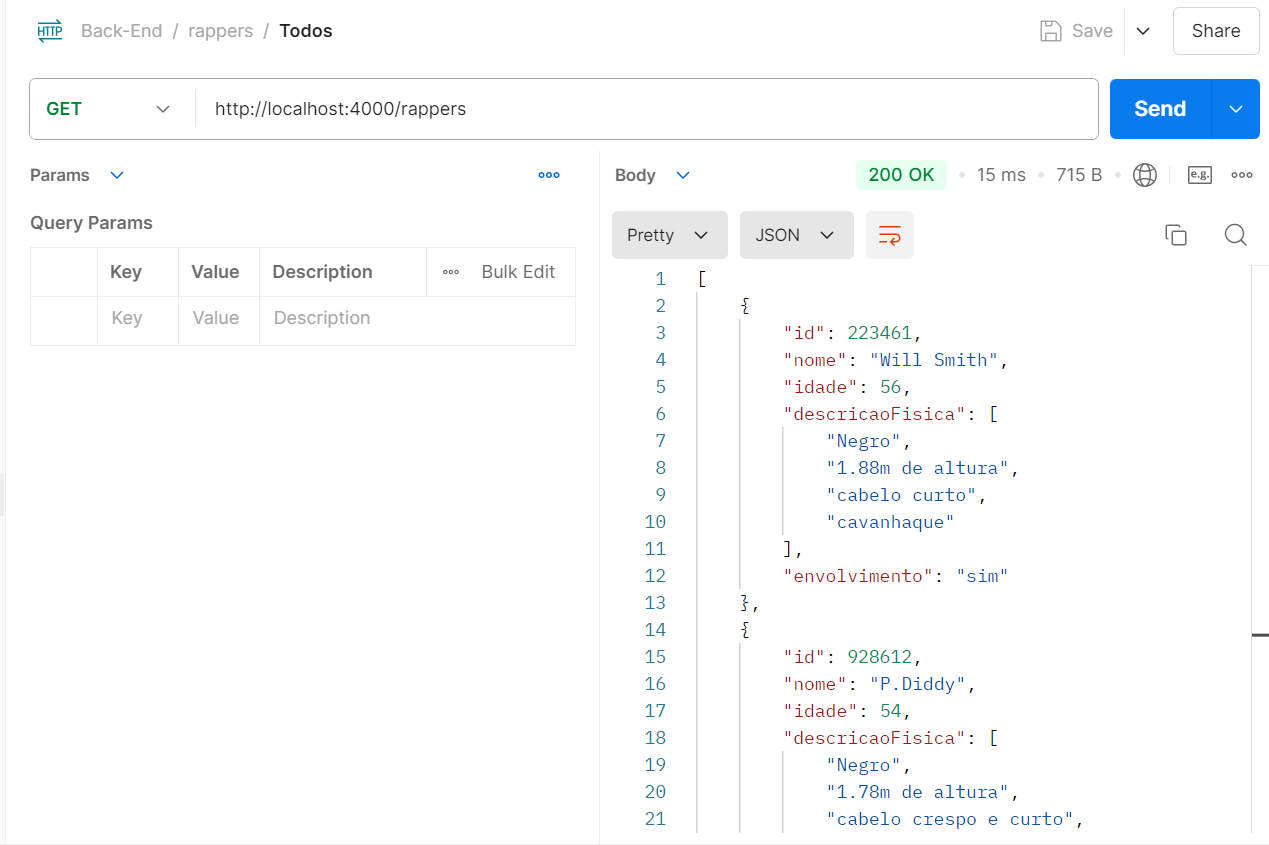 HTTP Back-End / rappers / Todos Save Share
GET http://localhost:4000/rappers Send
Params
Query Params
Key Value Description Bulk Edit
Key Value Description
Body 200 OK 15 ms 715 B e.g.
Pretty JSON
1 [
2 {
3 "id": 223461,
4 "nome": "Will Smith",
5 "idade": 56,
6 "descricaoFisica": [
7 "Negro",
8 "1.88m de altura",
9 "cabelo curto",
10 "cavanhaque"
11 ],
12 "envolvimento": "sim"
13 },
14 {
15 "id": 928612,
16 "nome": "P.Diddy",
17 "idade": 54,
18 "descricaoFisica": [
19 "Negro",
20 "1.78m de altura",
21 "cabelo crespo e curto",